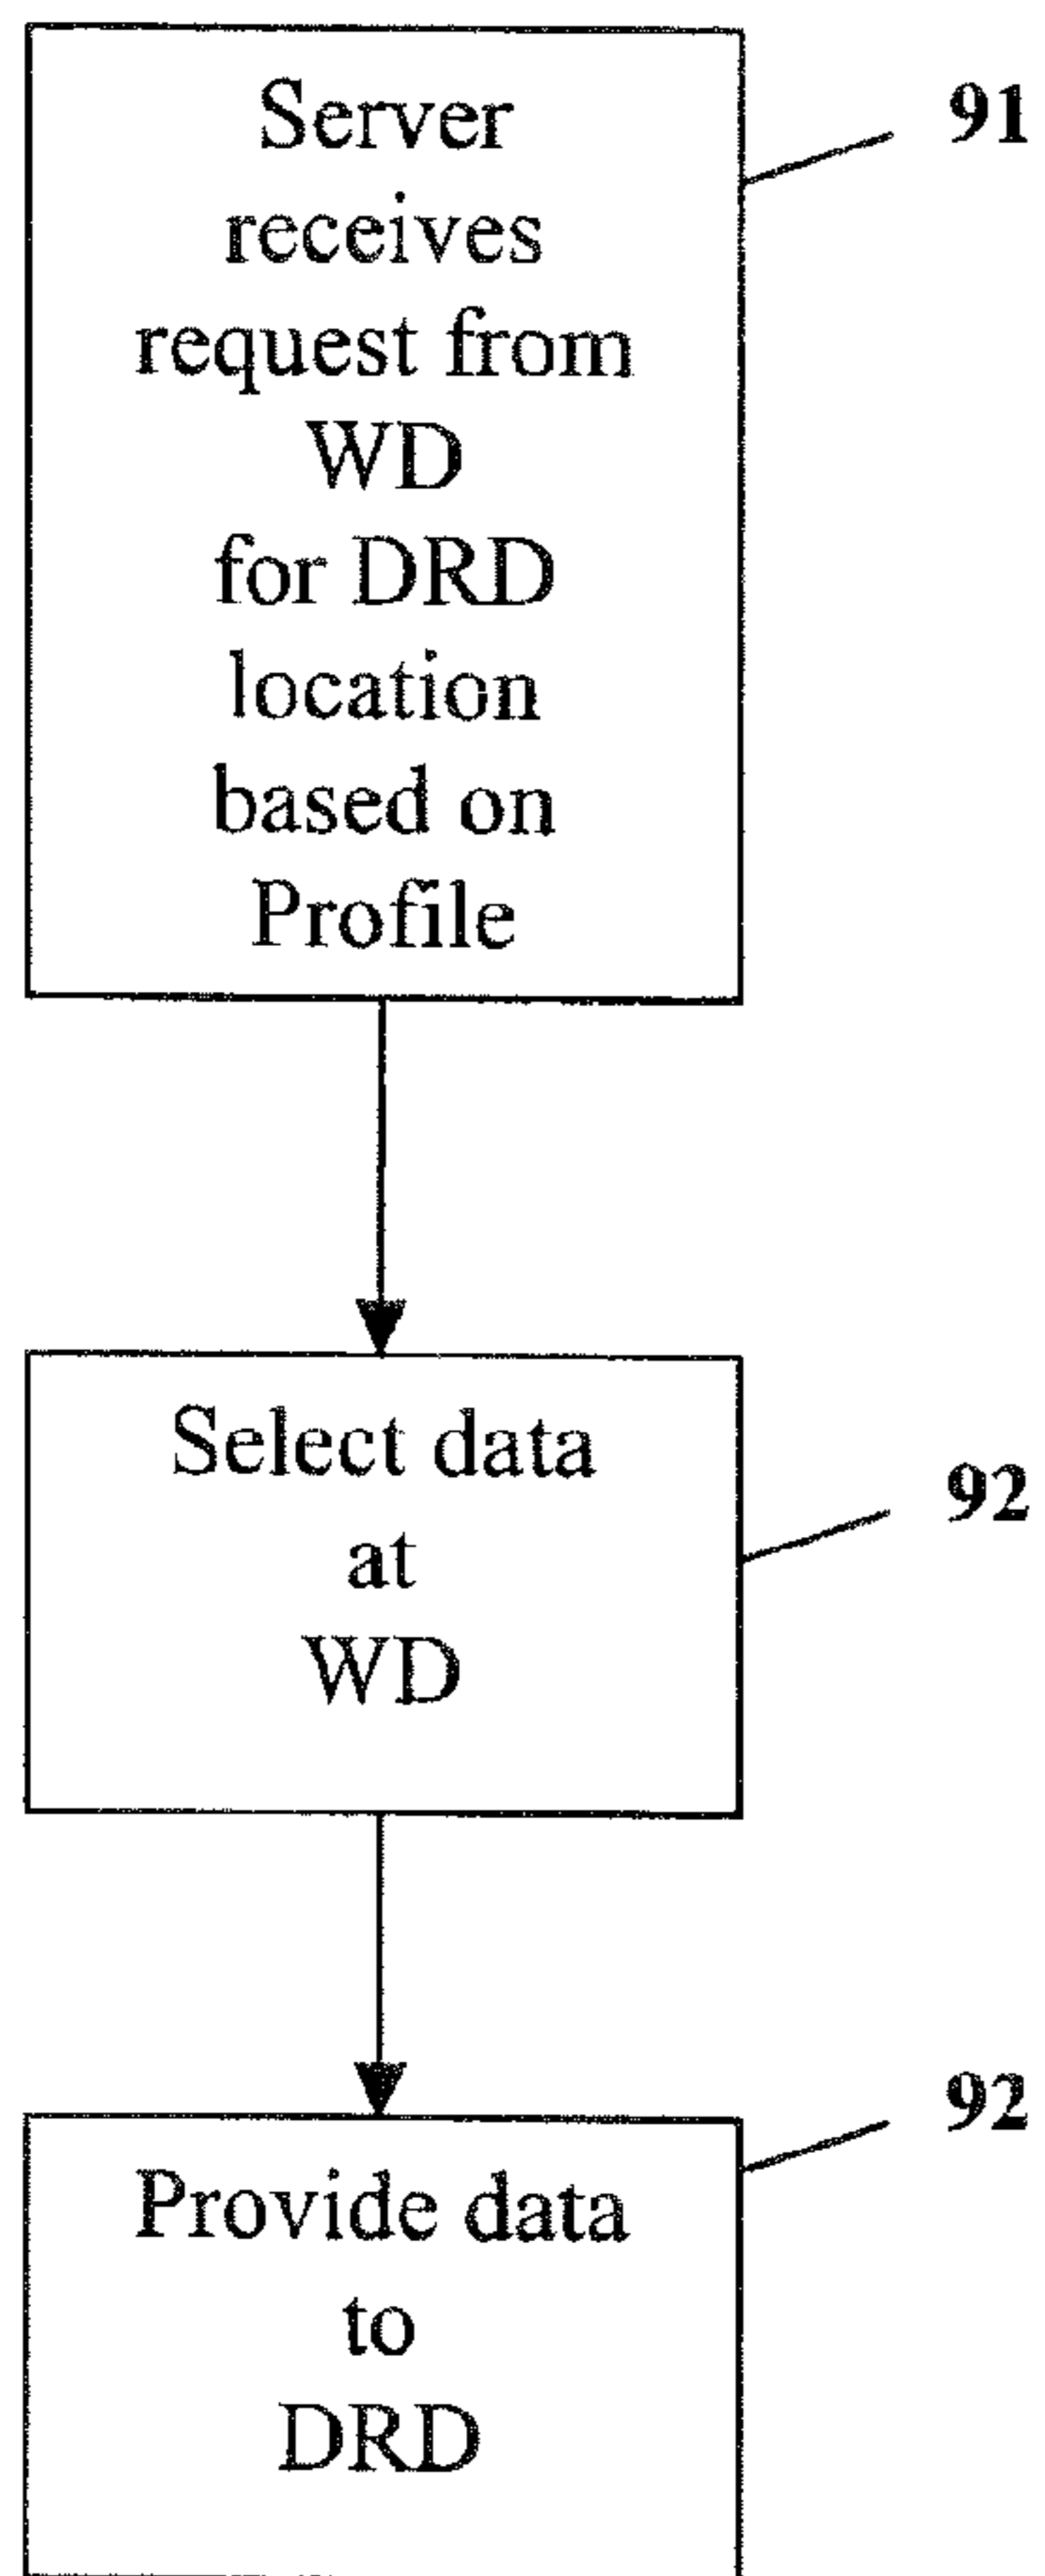 Server
receives
request from
WD
for DRD
location
based on
Profile
91
Select data
at
WD
92
Provide data
to
DRD
92